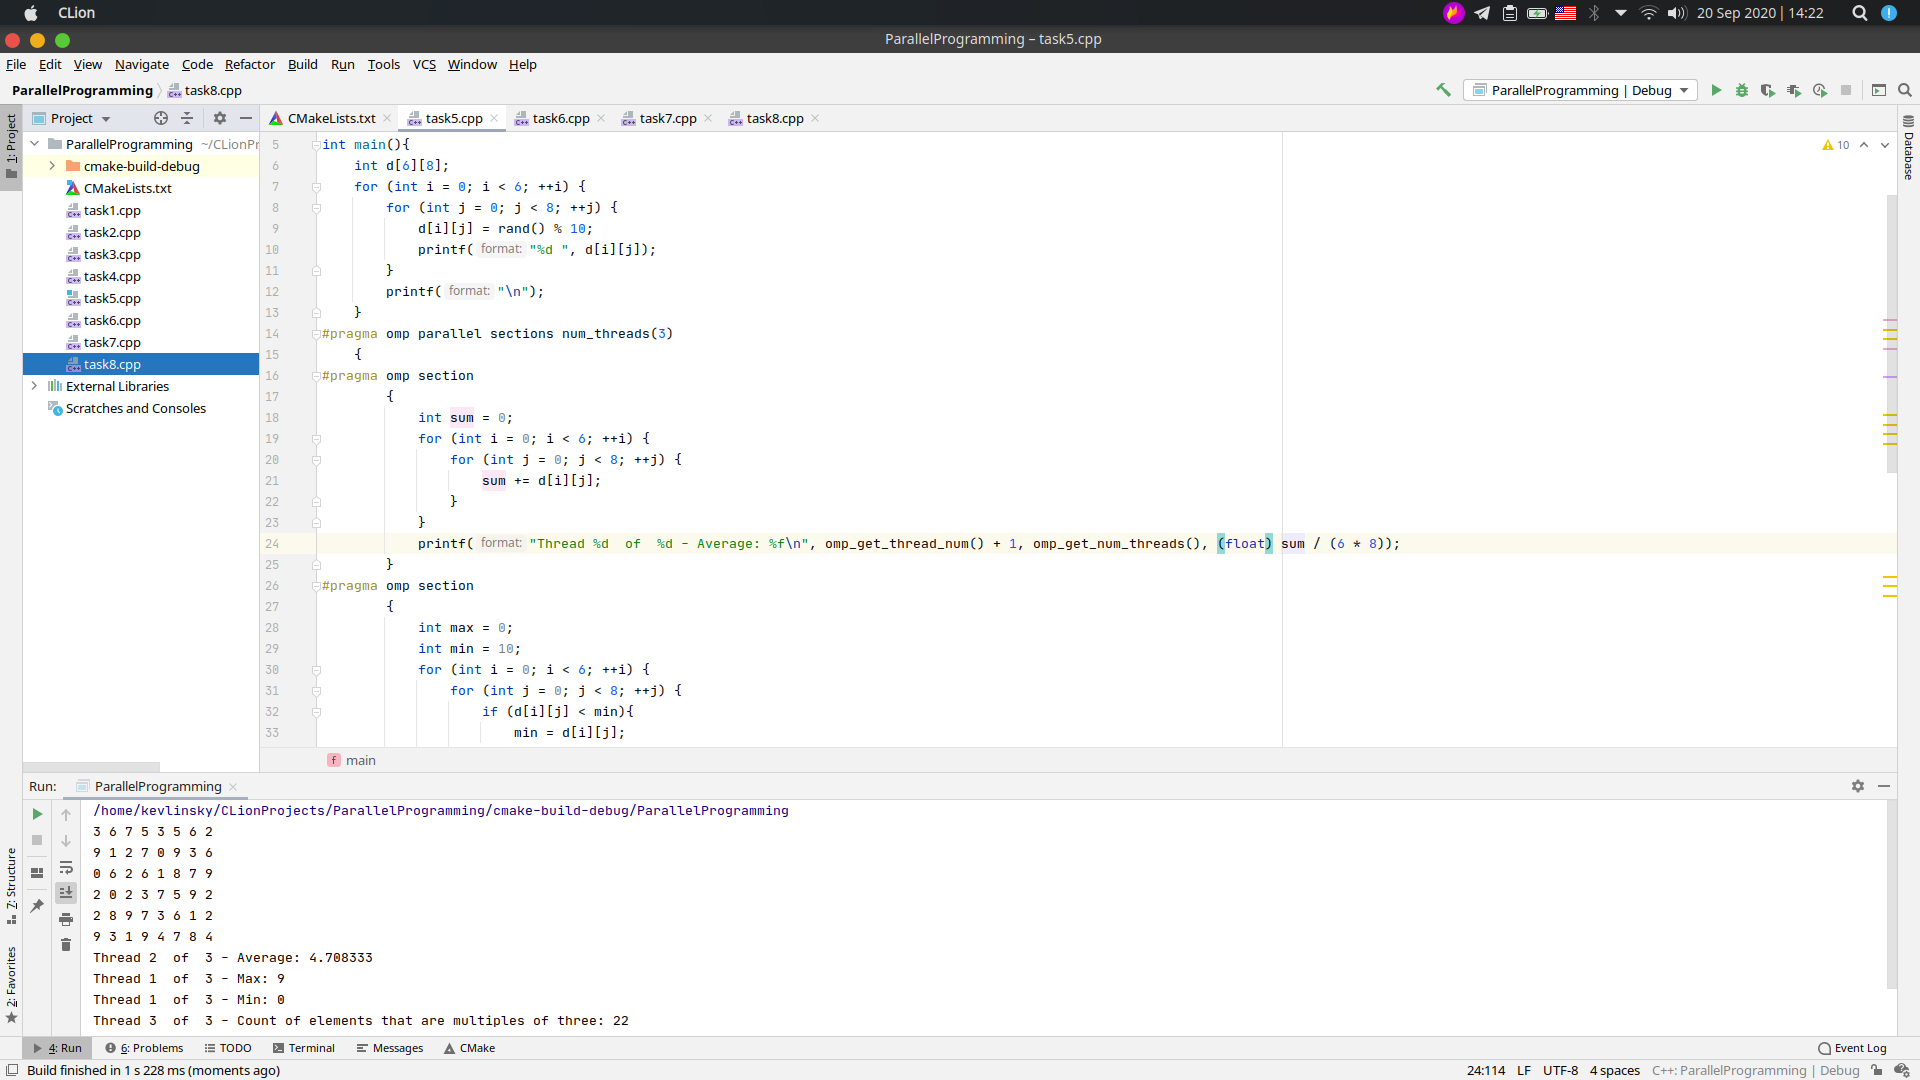 CLion
20 Sep 2020 | 14:22
ParallelProgramming – task5.cpp
File Edit View Navigate Code Refactor Build Run Tools VCS Window Help
ParallelProgramming task8.cpp
ParallelProgramming | Debug
1: Project
Project
CMakeLists.txt task5.cpp task6.cpp task7.cpp task8.cpp
Database
ParallelProgramming ~/CLionPr
cmake-build-debug
CMakeLists.txt
task1.cpp
task2.cpp
task3.cpp
task4.cpp
task5.cpp
task6.cpp
task7.cpp
task8.cpp
External Libraries
Scratches and Consoles
10
5 int main(){
6 int d[6][8];
7 for (int i = 0; i < 6; ++i) {
8 for (int j = 0; j < 8; ++j) {
9 d[i][j] = rand() % 10;
10 printf( format: "%d ", d[i][j]);
11 }
12 printf( format: "\n");
13 }
14 #pragma omp parallel sections num_threads(3)
15 {
16 #pragma omp section
17 {
18 int sum = 0;
19 for (int i = 0; i < 6; ++i) {
20 for (int j = 0; j < 8; ++j) {
21 sum += d[i][j];
22 }
23 }
24 printf( format: "Thread %d  of  %d - Average: %f\n", omp_get_thread_num() + 1, omp_get_num_threads(), (float) sum / (6 * 8));
25 }
26 #pragma omp section
27 {
28 int max = 0;
29 int min = 10;
30 for (int i = 0; i < 6; ++i) {
31 for (int j = 0; j < 8; ++j) {
32 if (d[i][j] < min){
33 min = d[i][j];
main
Run: ParallelProgramming
/home/kevlinsky/CLionProjects/ParallelProgramming/cmake-build-debug/ParallelProgramming
3 6 7 5 3 5 6 2
9 1 2 7 0 9 3 6
0 6 2 6 1 8 7 9
2 0 2 3 7 5 9 2
2 8 9 7 3 6 1 2
9 3 1 9 4 7 8 4
Thread 2  of  3 - Average: 4.708333
Thread 1  of  3 - Max: 9
Thread 1  of  3 - Min: 0
Thread 3  of  3 - Count of elements that are multiples of three: 22
7: Structure
2: Favorites
4: Run 6: Problems TODO Terminal Messages CMake Event Log
Build finished in 1 s 228 ms (moments ago)
24:114 LF UTF-8 4 spaces C++: ParallelProgramming | Debug